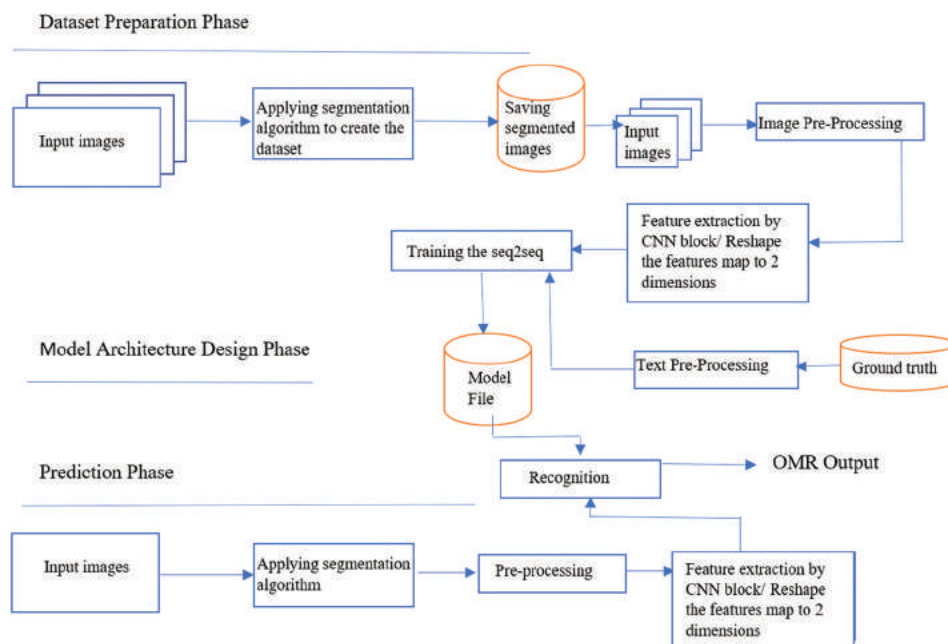 Dataset Preparation Phase
Input images
Applying segmentation
algorithm to create the
dataset
Saving
segmented
images
Input
images
Image Pre-Processing
Feature extraction by
CNN block/ Reshape
the features map to 2
dimensions
Training the seq2seq
Model Architecture Design Phase
Model
File
Text Pre-Processing
Ground truth
Prediction Phase
Recognition
OMR Output
Input images
Applying segmentation
algorithm
Pre-processing
Feature extraction by
CNN block/ Reshape
the features map to 2
dimensions